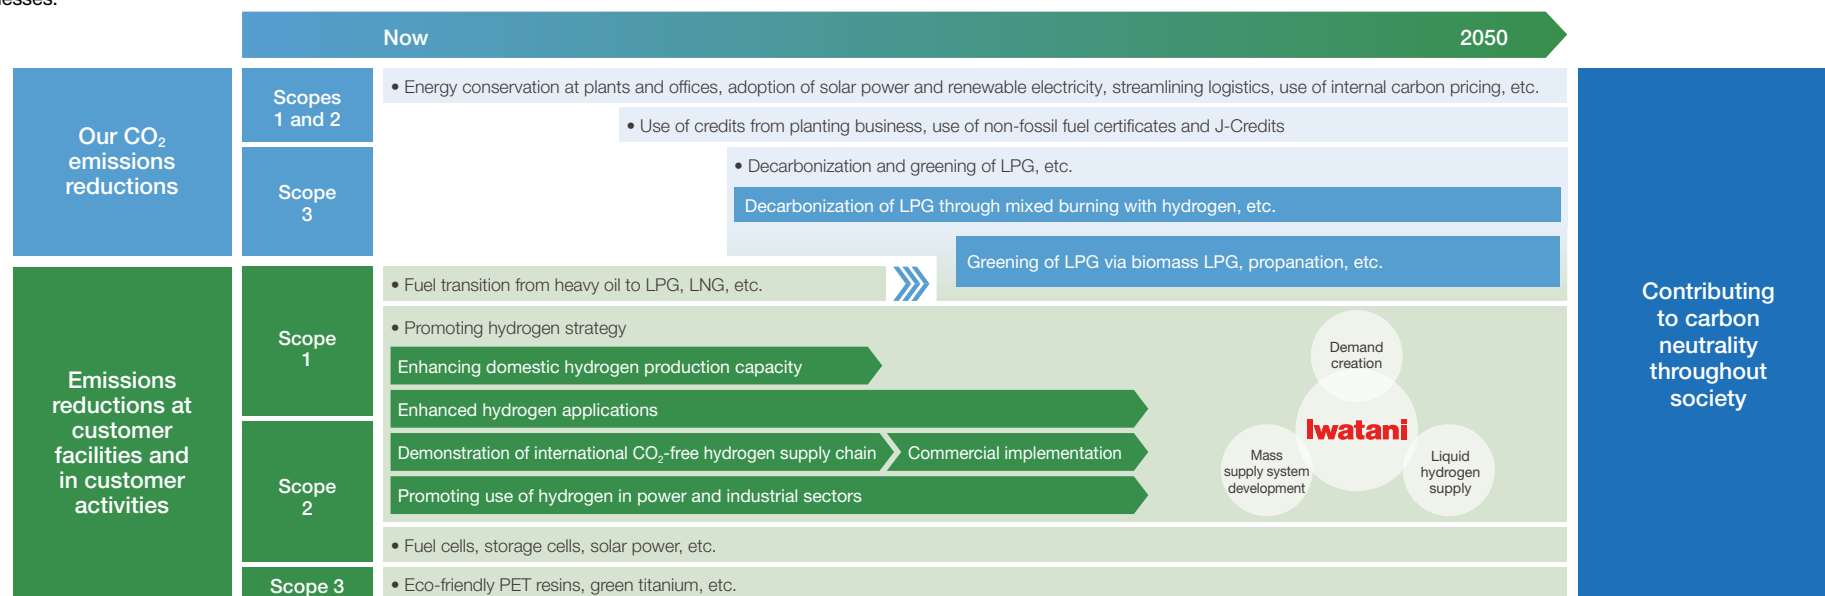 Now
2050
Our CO₂
emissions
reductions
Scopes
1 and 2
• Energy conservation at plants and offices, adoption of solar power and renewable electricity, streamlining logistics, use of internal carbon pricing, etc.
• Use of credits from planting business, use of non-fossil fuel certificates and J-Credits
Scope
3
• Decarbonization and greening of LPG, etc.
Decarbonization of LPG through mixed burning with hydrogen, etc.
Greening of LPG via biomass LPG, propanation, etc.
Emissions
reductions at
customer
facilities and
in customer
activities
Scope
1
• Fuel transition from heavy oil to LPG, LNG, etc.
• Promoting hydrogen strategy
Enhancing domestic hydrogen production capacity
Enhanced hydrogen applications
Demonstration of international CO₂-free hydrogen supply chain
Commercial implementation
Promoting use of hydrogen in power and industrial sectors
Demand
creation
Iwatani
Mass
supply system
development
Liquid
hydrogen
supply
Scope
2
• Fuel cells, storage cells, solar power, etc.
Scope 3
• Eco-friendly PET resins, green titanium, etc.
Contributing
to carbon
neutrality
throughout
society